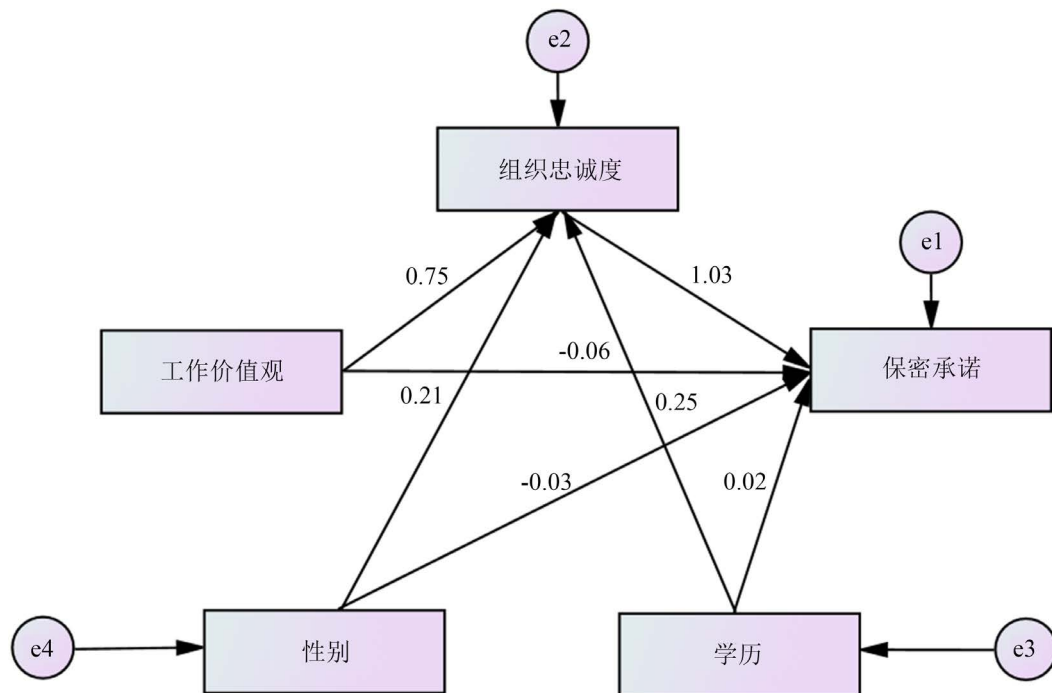 e2
组织忠诚度
e1
0.75
1.03
工作价值观
-0.06
保密承诺
0.21
0.25
-0.03
0.02
e4
性别
学历
e3